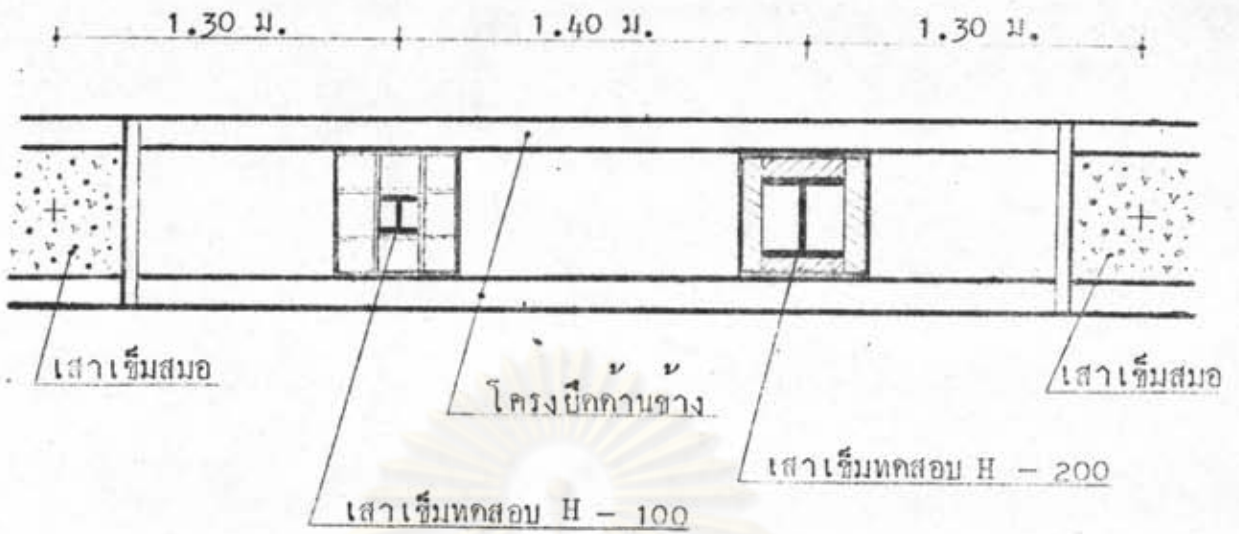 1.30 ม. 1.40 ม. 1.30 ม.
เสาเข็มสมอ
โครงยึดด้านข้าง
เสาเข็มสมอ
เสาเข็มทดสอบ H - 200
เสาเข็มทดสอบ H - 100